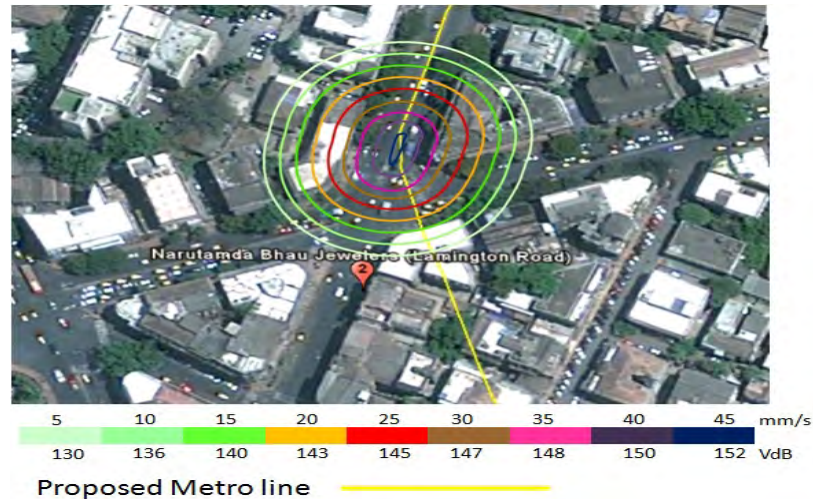 Narutamda Bhau Jewelers (Lamington Road)
2
5 10 15 20 25 30 35 40 45 mm/s
130 136 140 143 145 147 148 150 152 VdB
Proposed Metro line